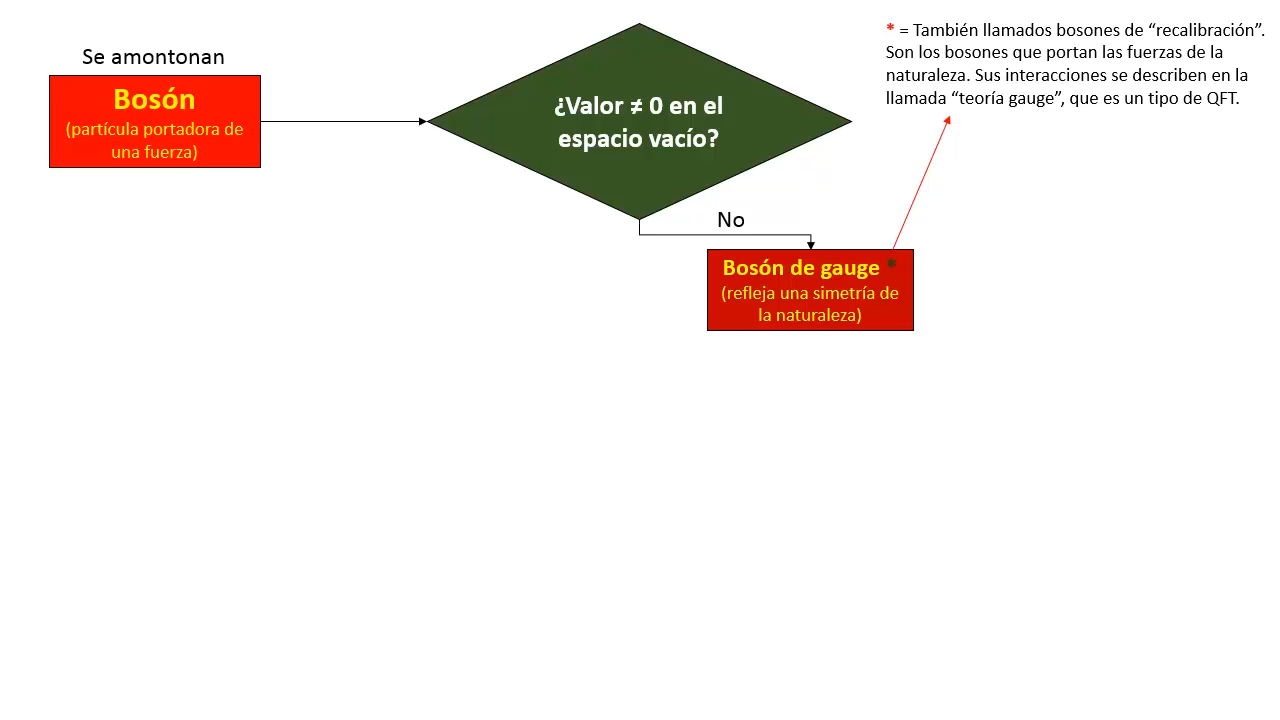 Se amontonan
Bosón
(partícula portadora de
una fuerza)
¿Valor ≠ 0 en el
espacio vacío?
* = También llamados bosones de “recalibración”.
Son los bosones que portan las fuerzas de la
naturaleza. Sus interacciones se describen en la
llamada “teoría gauge”, que es un tipo de QFT.
No
Bosón de gauge *
(refleja una simetría de
la naturaleza)